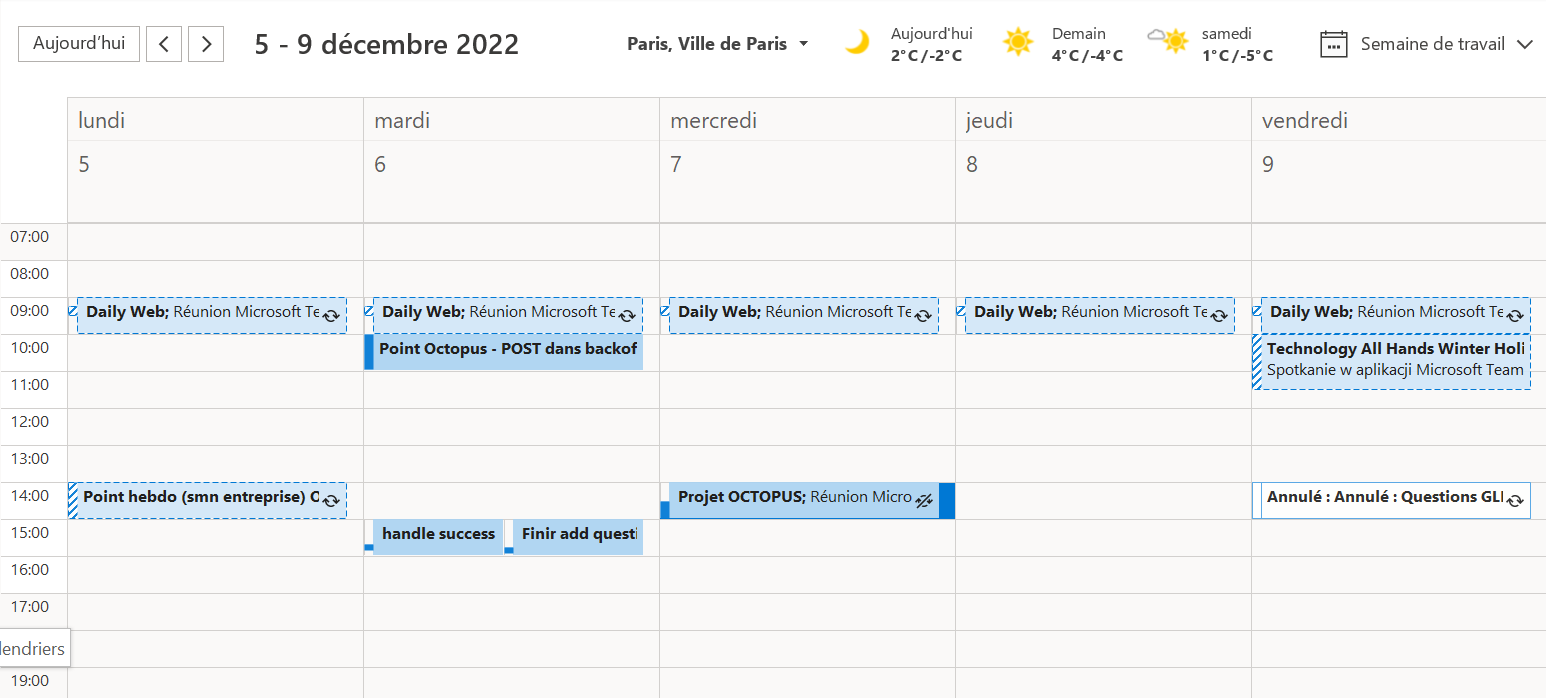 Aujourd'hui
5 - 9 décembre 2022
Paris, Ville de Paris
Aujourd'hui
2°C/-2°C
Demain
4°C/-4°C
samedi
1°C/-5°C
Semaine de travail
lundi
mardi
mercredi
jeudi
vendredi
5
6
7
8
9
07:00
08:00
09:00
Daily Web; Réunion Microsoft Te
Daily Web; Réunion Microsoft Te
Daily Web; Réunion Microsoft Te
Daily Web; Réunion Microsoft Te
Daily Web; Réunion Microsoft Te
10:00
Point Octopus - POST dans backof
Technology All Hands Winter Holi
Spotkanie w aplikacji Microsoft Team
11:00
12:00
13:00
14:00
Point hebdo (smn entreprise) O
Projet OCTOPUS; Réunion Micro
Annulé : Annulé : Questions GLI
15:00
handle success
Finir add questi
16:00
17:00
lendriers
19:00